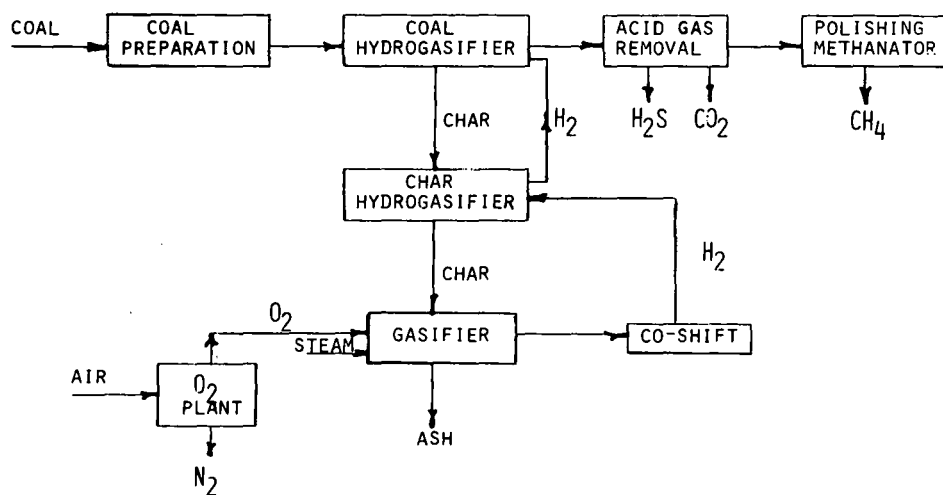 COAL
COAL
PREPARATION
COAL
HYDROGASIFIER
ACID GAS
REMOVAL
POLISHING
METHANATOR
CHAR
H2
H2S
CO2
CH4
CHAR
HYDROGASIFIER
CHAR
H2
O2
STEAM
GASIFIER
CO-SHIFT
AIR
O2
PLANT
ASH
N2